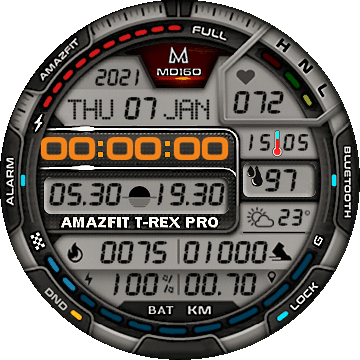 AMAZFIT
FULL
H N L
MD160
2021
THU 07 JAN
072
00:00:00
15 05
05.30 19.30
97
AMAZFIT T-REX PRO
23°
ALARM
BLUETOOTH
0075 01000
G
100% 00.70
DND
BAT KM
LOCK